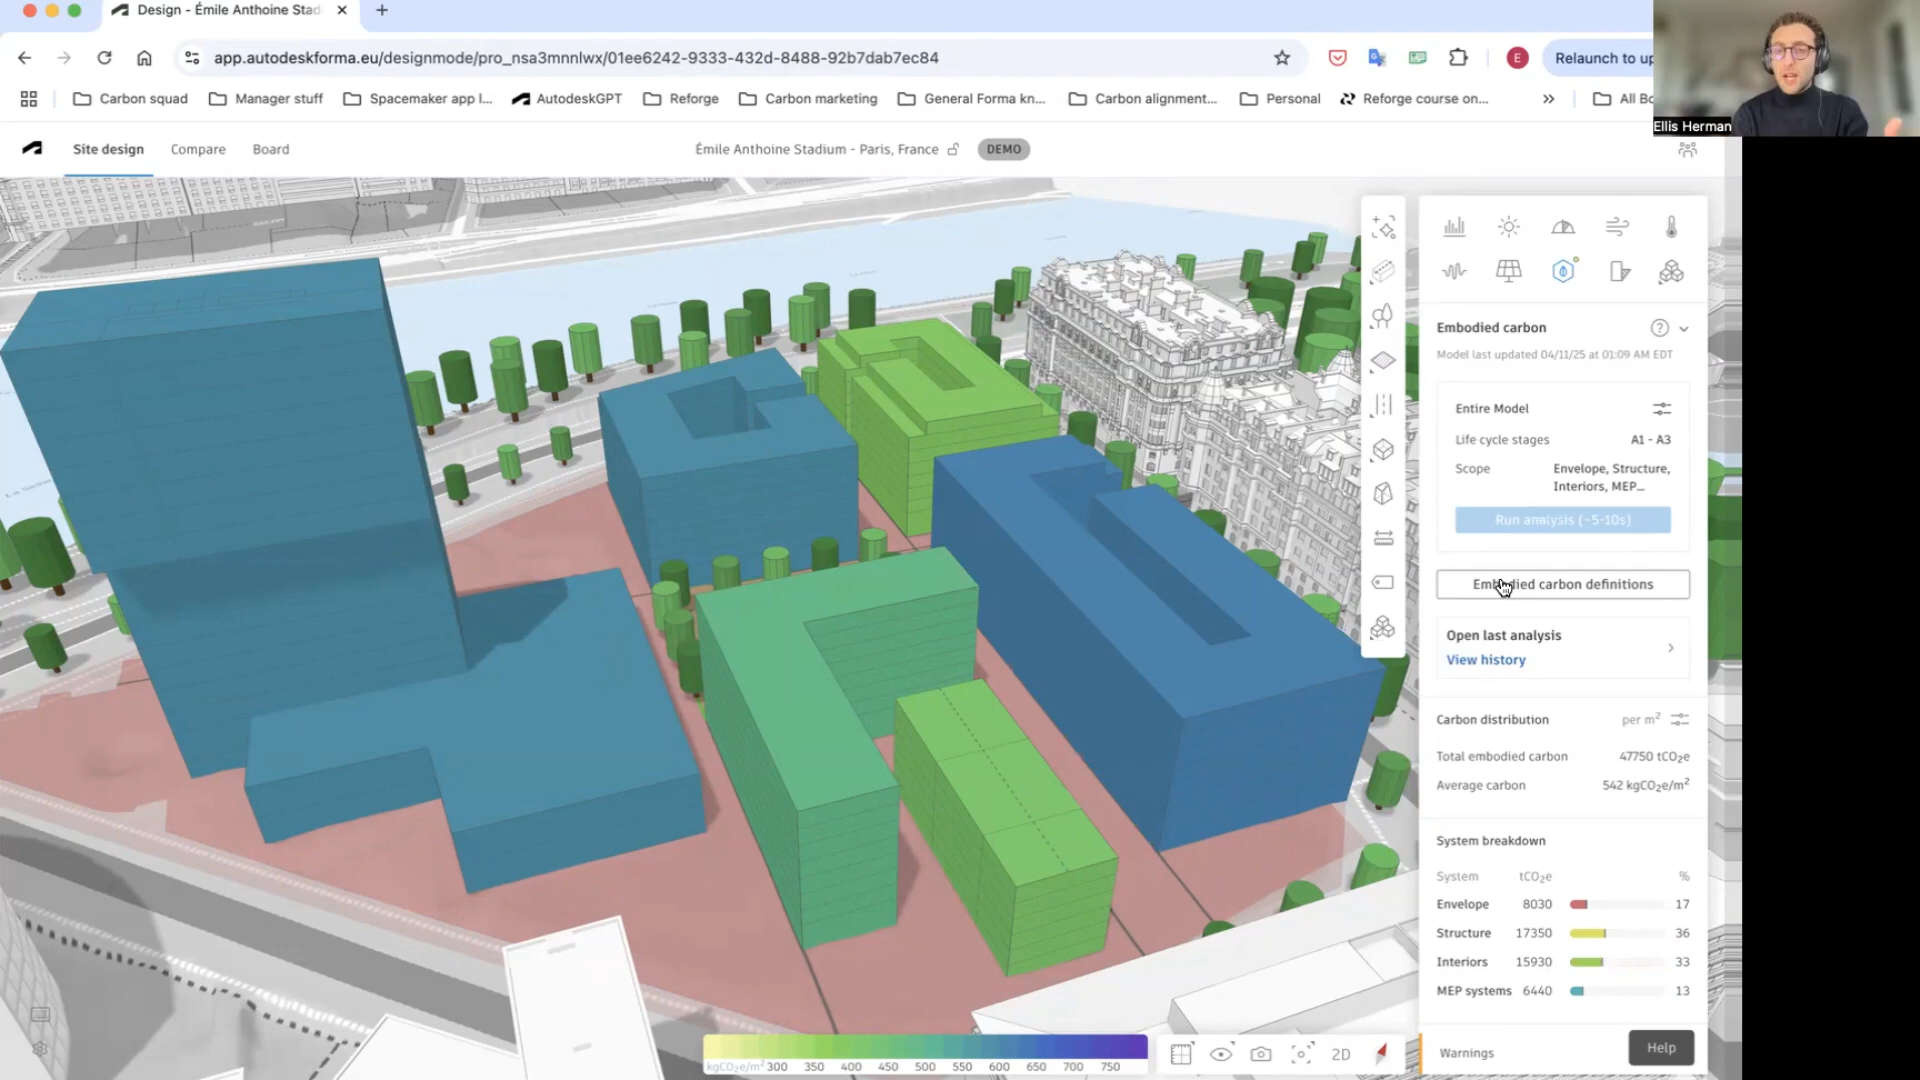 Design - Émile Anthoine Stad
app.autodeskforma.eu/designmode/pro_nsa3mnnlwx/01ee6242-9333-432d-8488-92b7dab7ec84
E
Relaunch to up
Carbon squad
Manager stuff
Spacemaker app l...
AutodeskGPT
Reforge
Carbon marketing
General Forma kn...
Carbon alignment...
Personal
Reforge course on...
»
All Bo
Ellis Herman
Site design
Compare
Board
Émile Anthoine Stadium - Paris, France
DEMO
Embodied carbon
Model last updated 04/11/25 at 01:09 AM EDT
Entire Model
Life cycle stages A1 - A3
Scope Envelope, Structure,
Interiors, MEP...
Run analysis (~5-10s)
Embodied carbon definitions
Open last analysis
View history
Carbon distribution per m²
Total embodied carbon 47750 tCO₂e
Average carbon 542 kgCO₂e/m²
System breakdown
System tCO₂e %
Envelope 8030 17
Structure 17350 36
Interiors 15930 33
MEP systems 6440 13
Warnings
Help
kgCO₂e/m² 300 350 400 450 500 550 600 650 700 750
2D